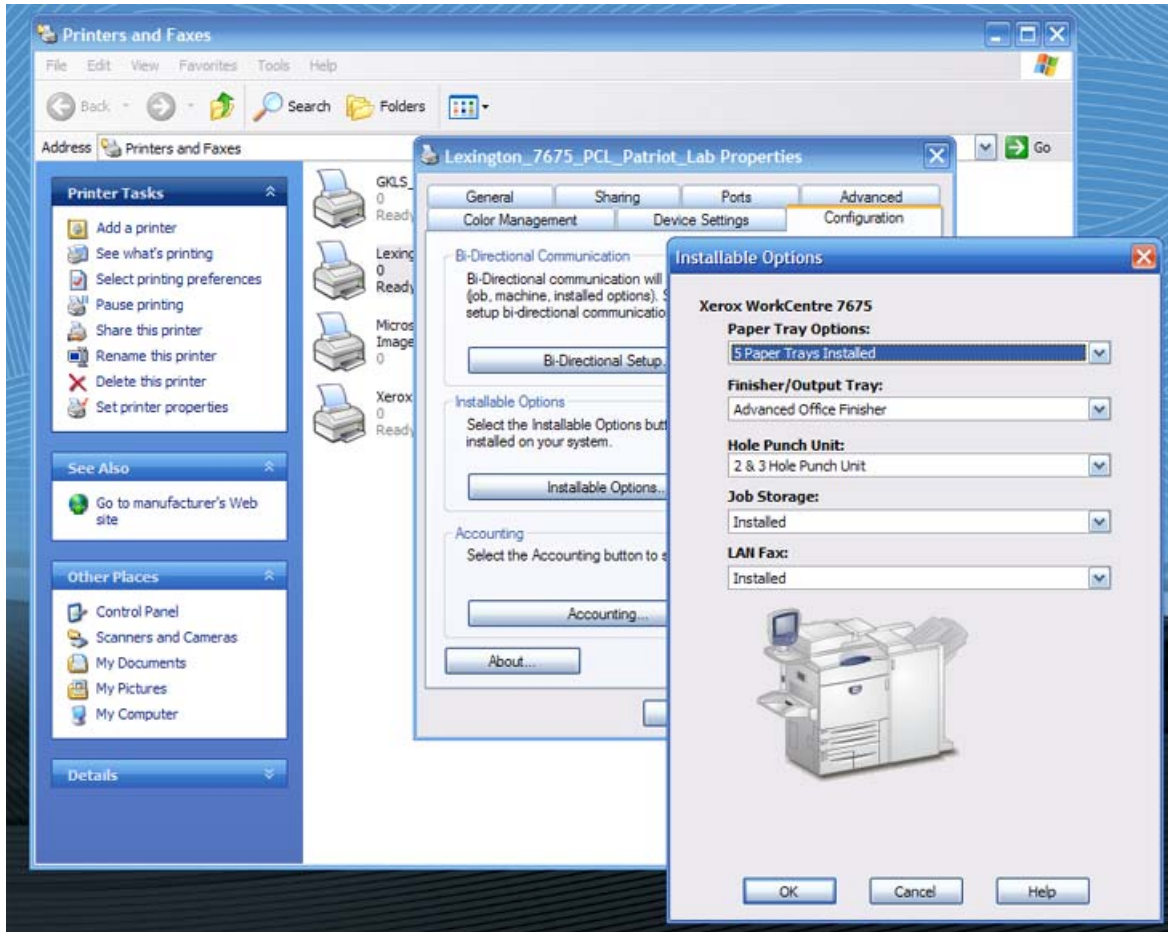 Printers and Faxes
File Edit View Favorites Tools Help
Back Search Folders
Address Printers and Faxes Go
Printer Tasks
Add a printer
See what's printing
Select printing preferences
Pause printing
Share this printer
Rename this printer
Delete this printer
Set printer properties
See Also
Go to manufacturer's Web
site
Other Places
Control Panel
Scanners and Cameras
My Documents
My Pictures
My Computer
Details
GKLS_
0
Ready
Lexing
0
Ready
Micros
Image
0
Xerox
0
Ready
Lexington_7675_PCL_Patriot_Lab Properties
General Sharing Ports Advanced
Color Management Device Settings Configuration
Bi-Directional Communication
Bi-Directional communication will
(job, machine, installed options). S
setup bi-directional communicatio
Bi-Directional Setup.
Installable Options
Select the Installable Options butt
installed on your system.
Installable Options..
Accounting
Select the Accounting button to s
Accounting...
About...
Installable Options
Xerox WorkCentre 7675
Paper Tray Options:
5 Paper Trays Installed
Finisher/Output Tray:
Advanced Office Finisher
Hole Punch Unit:
2 & 3 Hole Punch Unit
Job Storage:
Installed
LAN Fax:
Installed
OK Cancel Help